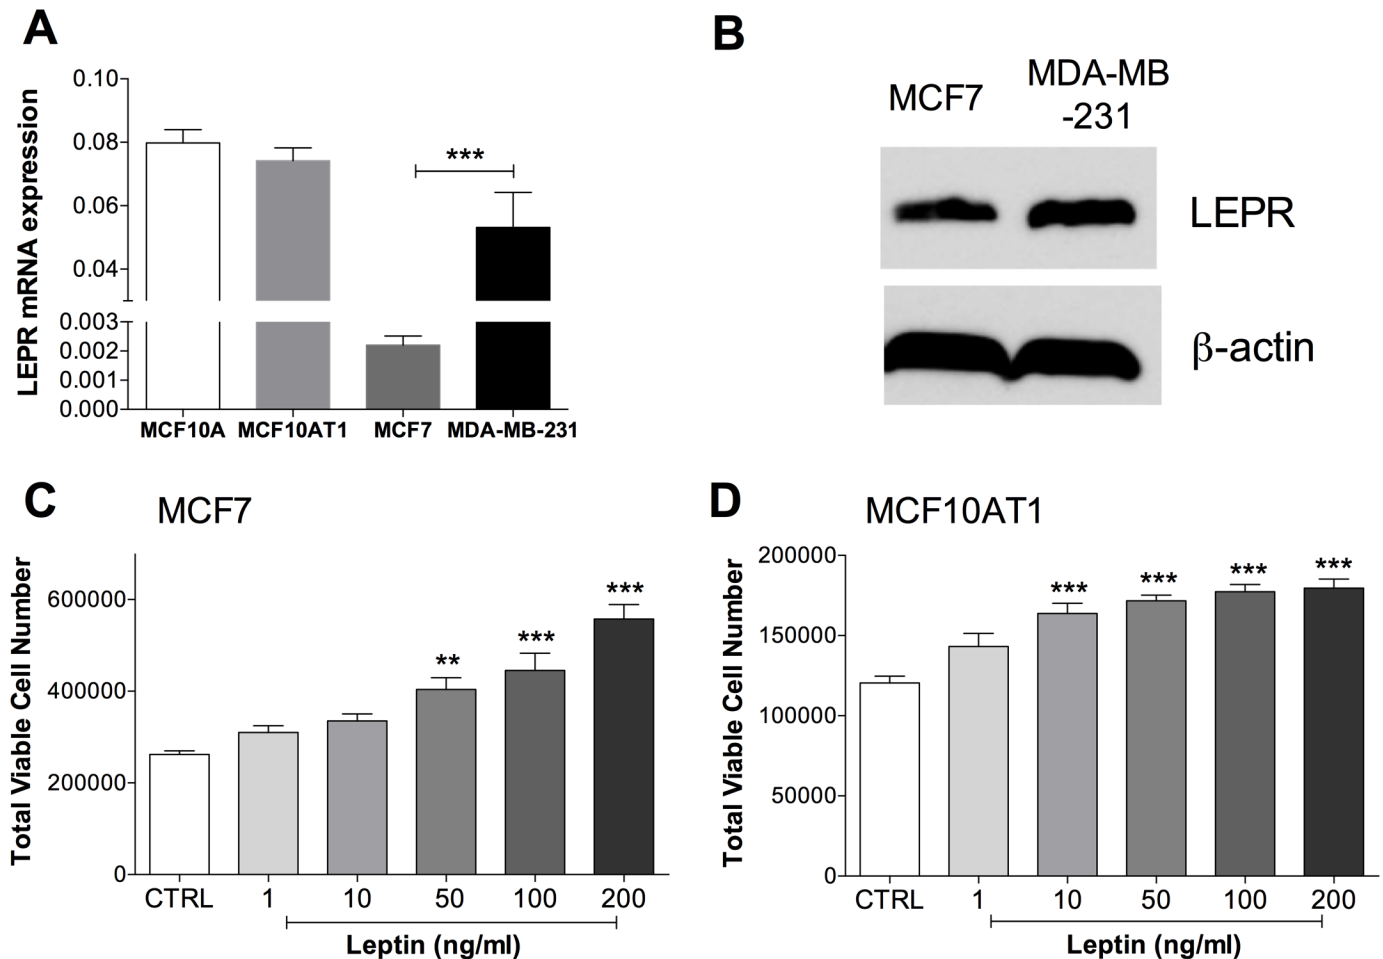 A
LEPR mRNA expression
0.10
0.08
0.06
0.04
0.003
0.002
0.001
0.000
***
MCF10A MCF10AT1 MCF7 MDA-MB-231
B
MCF7 MDA-MB
-231
LEPR
β-actin
C
MCF7
Total Viable Cell Number
600000
400000
200000
0
** *** ***
CTRL 1 10 50 100 200
Leptin (ng/ml)
D
MCF10AT1
Total Viable Cell Number
200000
150000
100000
50000
0
*** *** *** ***
CTRL 1 10 50 100 200
Leptin (ng/ml)